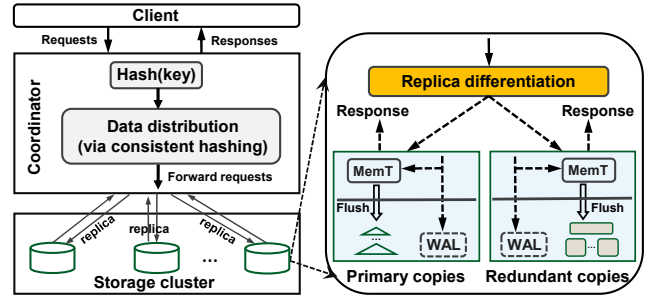 Client
Requests
Responses
Coordinator
Hash(key)
Data distribution
(via consistent hashing)
Forward requests
replica
replica
replica
...
Storage cluster
Replica differentiation
Response
Response
MemT
MemT
Flush
Flush
...
...
WAL
WAL
Primary copies
Redundant copies